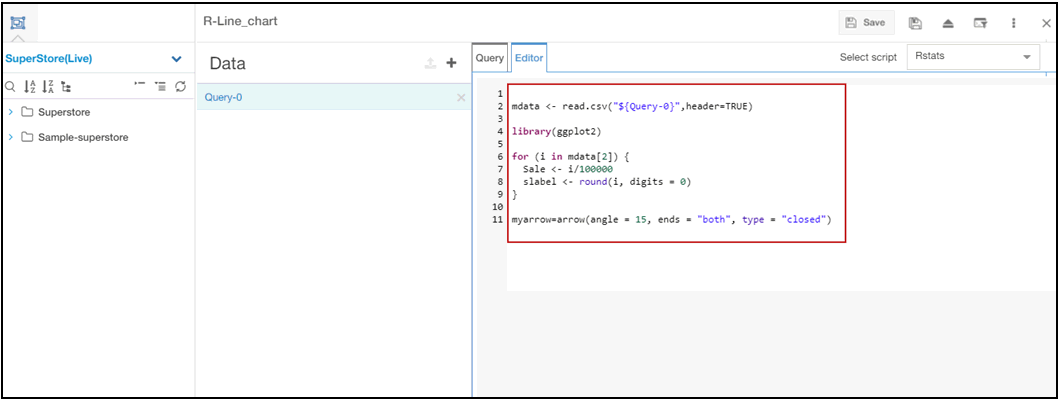 R-Line_chart
Save
SuperStore(Live)
Superstore
Sample-superstore
Data
Query-0
Query Editor
Select script Rstats
1
2 mdata <- read.csv("${Query-0}",header=TRUE)
3
4 library(ggplot2)
5
6 for (i in mdata[2]) {
7   Sale <- i/100000
8   slabel <- round(i, digits = 0)
9 }
10
11 myarrow=arrow(angle = 15, ends = "both", type = "closed")